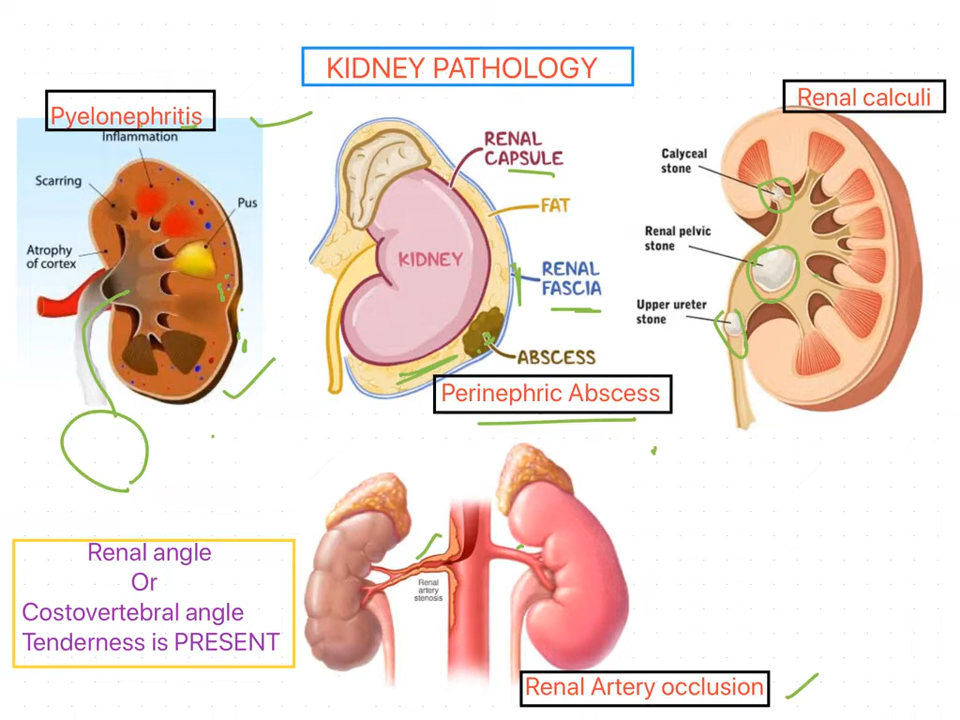 KIDNEY PATHOLOGY
Pyelonephritis
Inflammation
Scarring
Pus
Atrophy
of cortex
RENAL
CAPSULE
FAT
KIDNEY
RENAL
FASCIA
ABSCESS
Perinephric Abscess
Renal calculi
Calyceal
stone
Renal pelvic
stone
Upper ureter
stone
Renal angle
Or
Costovertebral angle
Tenderness is PRESENT
Renal
artery
stenosis
Renal Artery occlusion